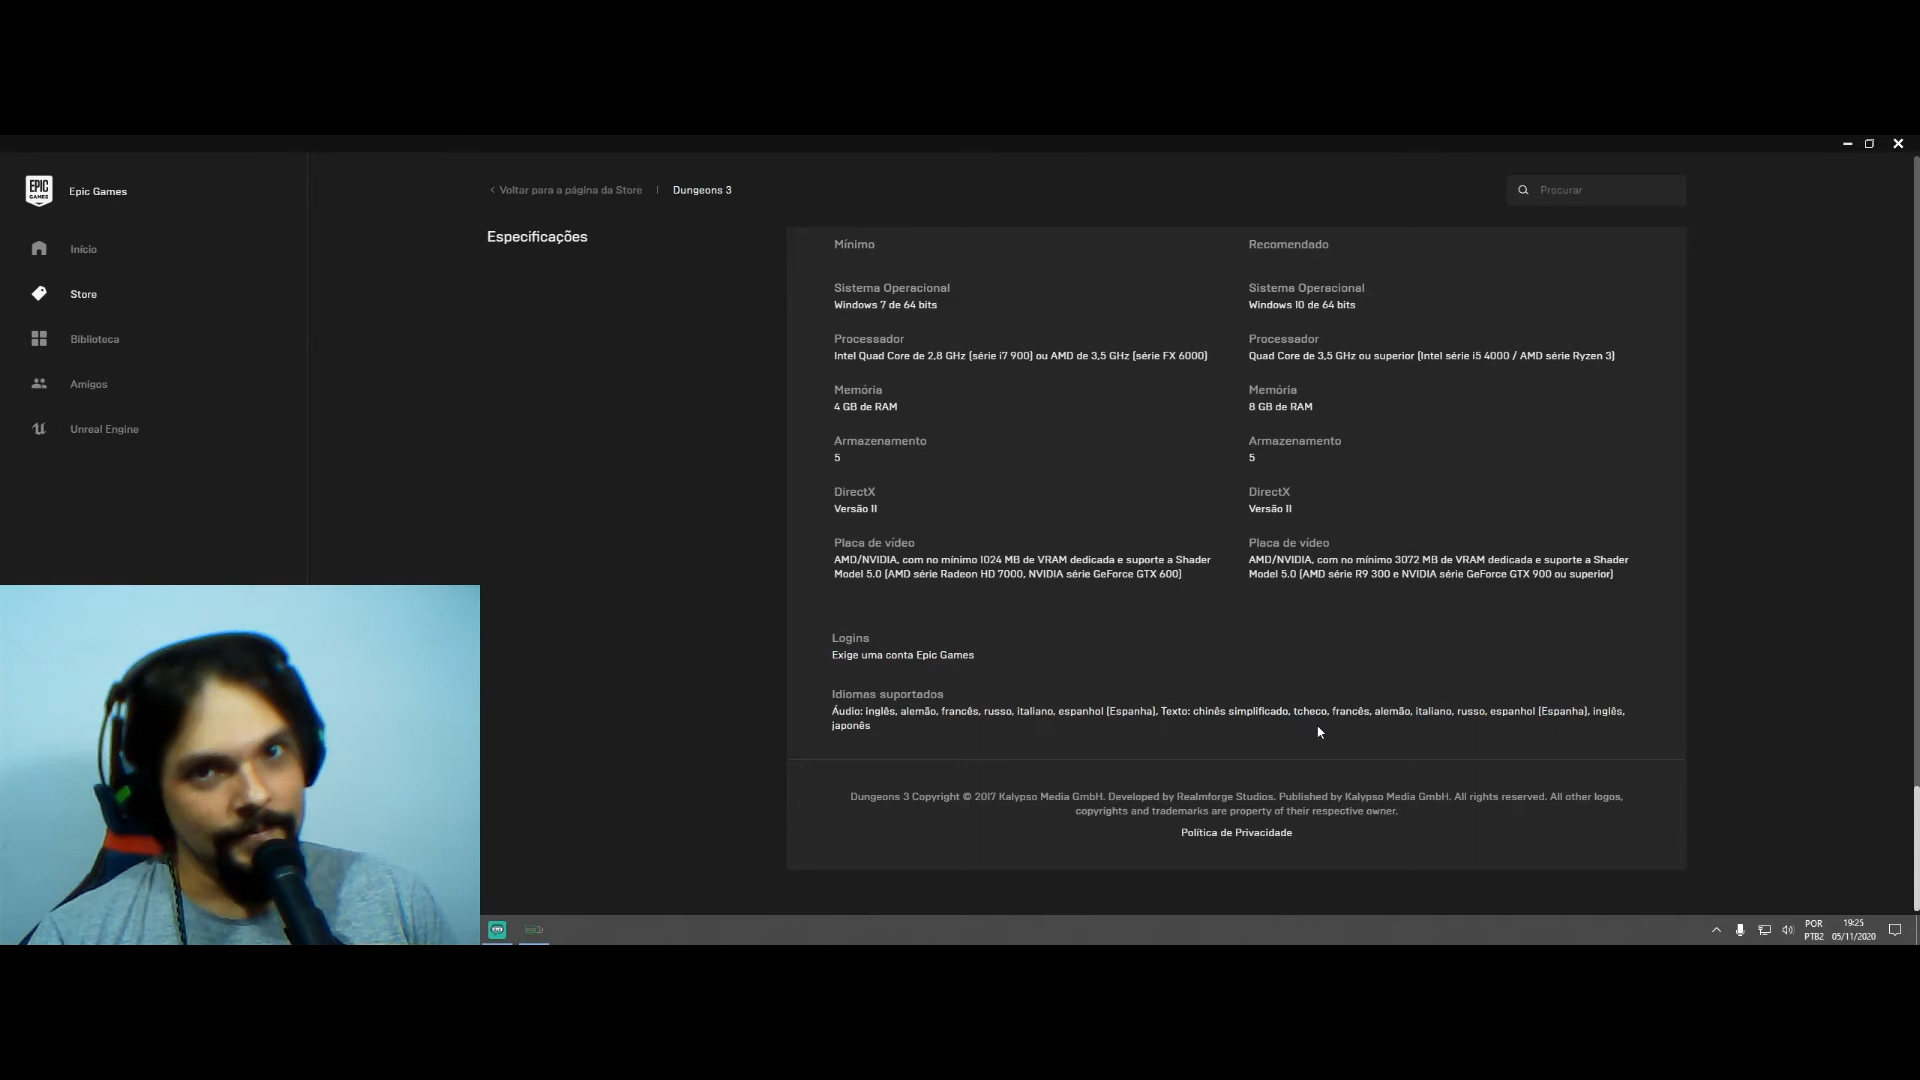 EPIC
GAMES
Epic Games
Início
Store
Biblioteca
Amigos
Unreal Engine
Voltar para a página da Store
Dungeons 3
Procurar
Especificações
Mínimo
Recomendado
Sistema Operacional
Windows 7 de 64 bits
Sistema Operacional
Windows 10 de 64 bits
Processador
Intel Quad Core de 2,8 GHz (série i7 900) ou AMD de 3,5 GHz (série FX 6000)
Processador
Quad Core de 3,5 GHz ou superior (Intel série i5 4000 / AMD série Ryzen 3)
Memória
4 GB de RAM
Memória
8 GB de RAM
Armazenamento
5
Armazenamento
5
DirectX
Versão 11
DirectX
Versão 11
Placa de vídeo
AMD/NVIDIA, com no mínimo 1024 MB de VRAM dedicada e suporte a Shader
Model 5.0 (AMD série Radeon HD 7000, NVIDIA série GeForce GTX 600)
Placa de vídeo
AMD/NVIDIA, com no mínimo 3072 MB de VRAM dedicada e suporte a Shader
Model 5.0 (AMD série R9 300 e NVIDIA série GeForce GTX 900 ou superior)
Logins
Exige uma conta Epic Games
Idiomas suportados
Áudio: inglês, alemão, francês, russo, italiano, espanhol (Espanha), Texto: chinês simplificado, tcheco, francês, alemão, italiano, russo, espanhol (Espanha), inglês,
japonês
Dungeons 3 Copyright © 2017 Kalypso Media GmbH. Developed by Realmforge Studios. Published by Kalypso Media GmbH. All rights reserved. All other logos,
copyrights and trademarks are property of their respective owner.
Política de Privacidade
POR
PTB2
19:25
05/11/2020